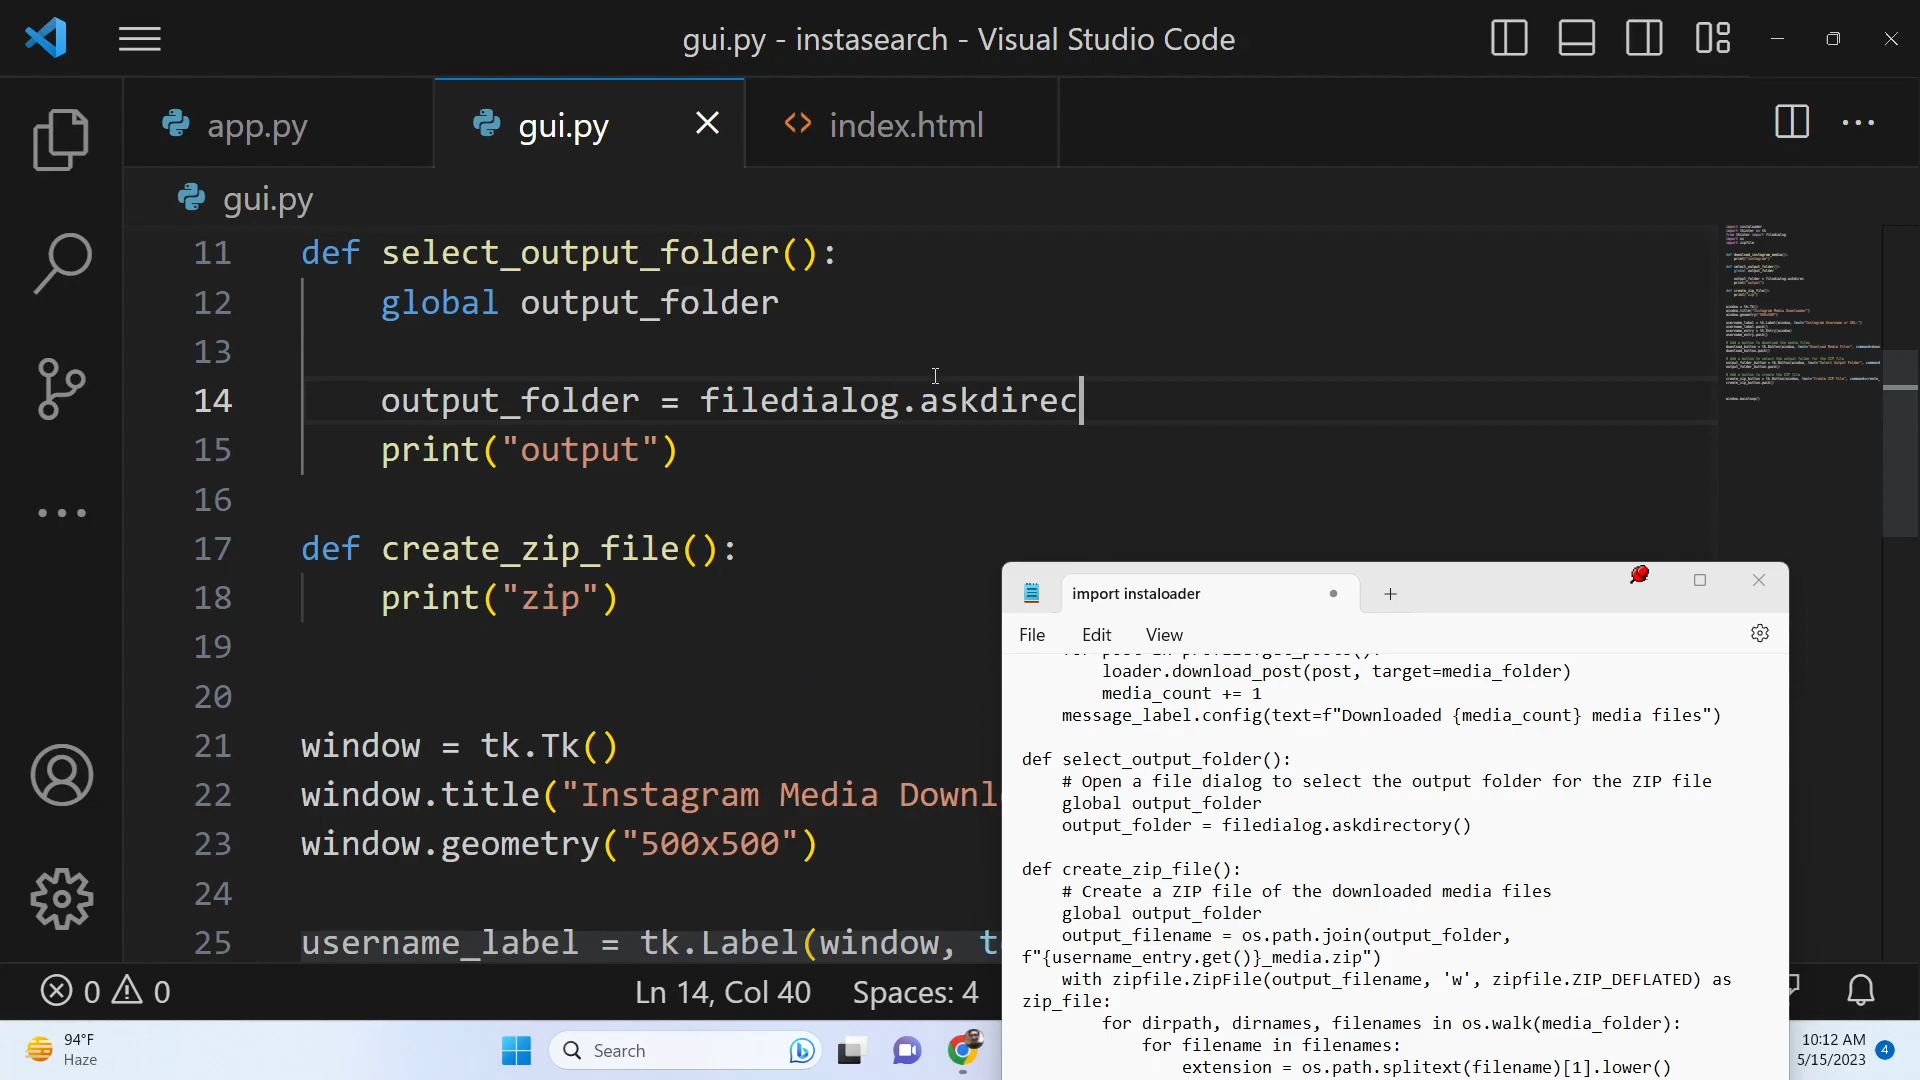 gui.py - instasearch - Visual Studio Code
app.py
gui.py
index.html
gui.py
11 def select_output_folder():
12 global output_folder
13
14 output_folder = filedialog.askdirec
15 print("output")
16
17 def create_zip_file():
18 print("zip")
19
20
21 window = tk.Tk()
22 window.title("Instagram Media Downl
23 window.geometry("500x500")
24
25 username_label = tk.Label(window, t
import instaloader
File Edit View
loader.download_post(post, target=media_folder)
media_count += 1
message_label.config(text=f"Downloaded {media_count} media files")
def select_output_folder():
# Open a file dialog to select the output folder for the ZIP file
global output_folder
output_folder = filedialog.askdirectory()
def create_zip_file():
# Create a ZIP file of the downloaded media files
global output_folder
output_filename = os.path.join(output_folder,
f"{username_entry.get()}_media.zip")
with zipfile.ZipFile(output_filename, 'w', zipfile.ZIP_DEFLATED) as
zip_file:
for dirpath, dirnames, filenames in os.walk(media_folder):
for filename in filenames:
extension = os.path.splitext(filename)[1].lower()
0 0
Ln 14, Col 40 Spaces: 4
94°F
Haze
Search
10:12 AM
5/15/2023
4